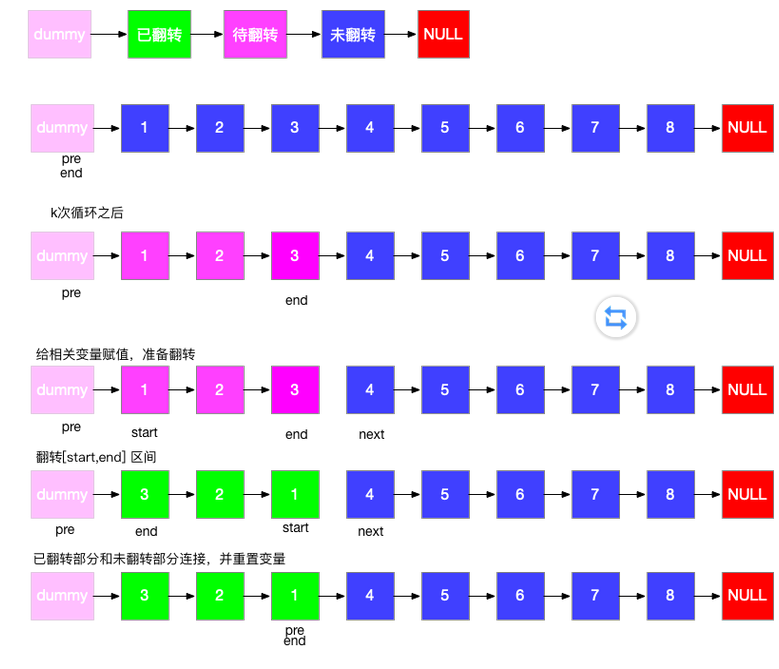 dummy 已翻转 待翻转 未翻转 NULL
dummy 1 2 3 4 5 6 7 8 NULL
pre
end
k次循环之后
dummy 1 2 3 4 5 6 7 8 NULL
pre end
给相关变量赋值，准备翻转
dummy 1 2 3 4 5 6 7 8 NULL
pre start end next
翻转[start,end] 区间
dummy 3 2 1 4 5 6 7 8 NULL
pre end start next
已翻转部分和未翻转部分连接，并重置变量
dummy 3 2 1 4 5 6 7 8 NULL
pre
end